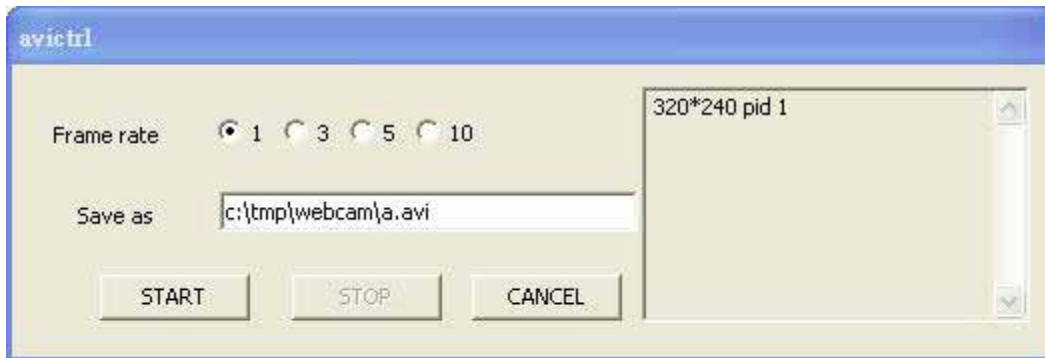 avictrl
Frame rate 1 3 5 10
Save as c:\tmp\webcam\a.avi
START STOP CANCEL
320*240 pid 1